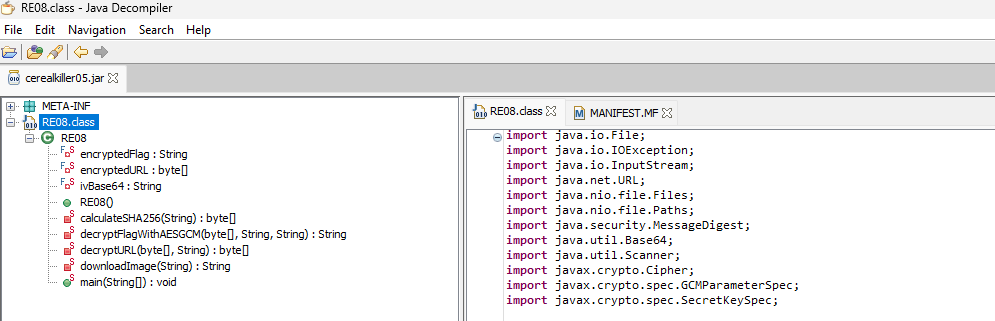 RE08.class - Java Decompiler
File Edit Navigation Search Help
cerealkiller05.jar
META-INF
RE08.class
RE08
encryptedFlag : String
encryptedURL : byte[]
ivBase64 : String
RE08()
calculateSHA256(String) : byte[]
decryptFlagWithAESGCM(byte[], String, String) : String
decryptURL(byte[], String) : byte[]
downloadImage(String) : String
main(String[]) : void
RE08.class MANIFEST.MF
import java.io.File;
import java.io.IOException;
import java.io.InputStream;
import java.net.URL;
import java.nio.file.Files;
import java.nio.file.Paths;
import java.security.MessageDigest;
import java.util.Base64;
import java.util.Scanner;
import javax.crypto.Cipher;
import javax.crypto.spec.GCMParameterSpec;
import javax.crypto.spec.SecretKeySpec;